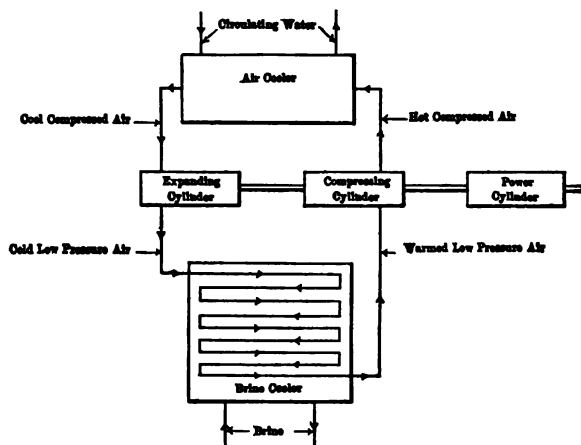 Circulating Water
Air Cooler
Cool Compressed Air
Hot Compressed Air
Expanding
Cylinder
Compressing
Cylinder
Power
Cylinder
Cold Low Pressure Air
Warmed Low Pressure Air
Brine Cooler
Brine